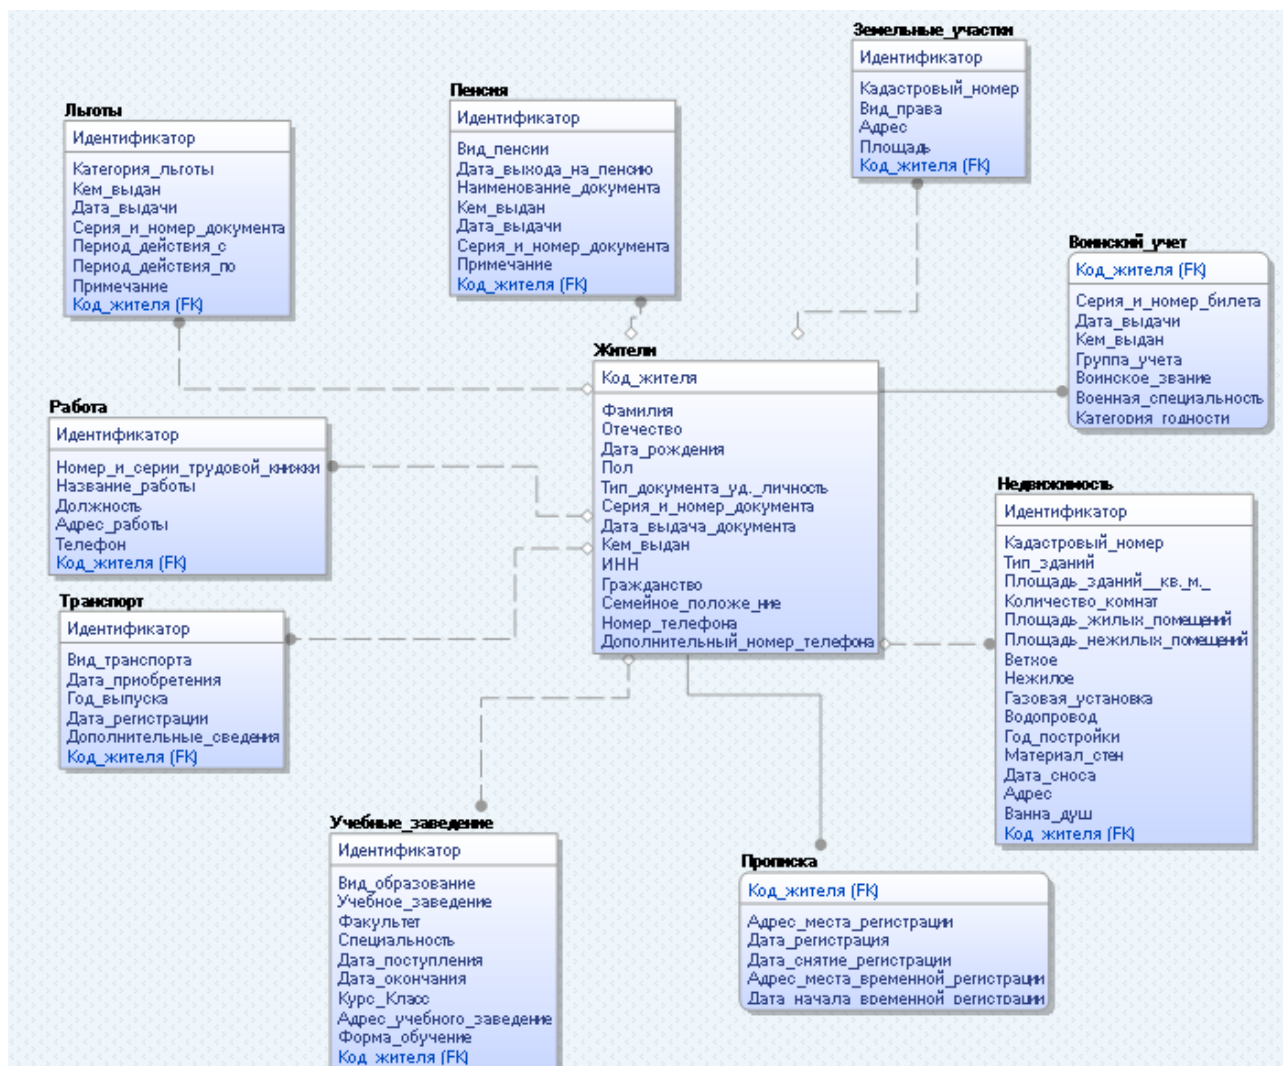 Земельные_участки
Идентификатор
Кадастровый_номер
Вид_права
Адрес
Площадь
Код_жителя (FK)
Пенсия
Идентификатор
Вид_пенсии
Дата_выхода_на_пенсию
Наименование_документа
Кем_выдан
Дата_выдачи
Серия_и_номер_документа
Примечание
Код_жителя (FK)
Льготы
Идентификатор
Категория_льготы
Кем_выдан
Дата_выдачи
Серия_и_номер_документа
Период_действия_с
Период_действия_по
Примечание
Код_жителя (FK)
Воинский_учет
Код_жителя (FK)
Серия_и_номер_билета
Дата_выдачи
Кем_выдан
Группа_учета
Воинское_звание
Военная_специальность
Категория_годности
Жители
Код_жителя
Фамилия
Отечество
Дата_рождения
Пол
Тип_документа_уд._личность
Серия_и_номер_документа
Дата_выдача_документа
Кем_выдан
ИНН
Гражданство
Семейное_положе_ние
Номер_телефона
Дополнительный_номер_телефона
Работа
Идентификатор
Номер_и_серии_трудовой_книжки
Название_работы
Должность
Адрес_работы
Телефон
Код_жителя (FK)
Недвижимость
Идентификатор
Кадастровый_номер
Тип_зданий
Площадь_зданий__кв._м._
Количество_комнат
Площадь_жилых_помещений
Площадь_нежилых_помещений
Ветхое
Нежилое
Газовая_установка
Водопровод
Год_постройки
Материал_стен
Дата_сноса
Адрес
Ванна_душ
Код_жителя (FK)
Транспорт
Идентификатор
Вид_транспорта
Дата_приобретения
Год_выпуска
Дата_регистрации
Дополнительные_сведения
Код_жителя (FK)
Учебные_заведение
Идентификатор
Вид_образование
Учебное_заведение
Факультет
Специальность
Дата_поступления
Дата_окончания
Курс_Класс
Адрес_учебного_заведение
Форма_обучение
Код_жителя (FK)
Прописка
Код_жителя (FK)
Адрес_места_регистрации
Дата_регистрация
Дата_снятие_регистрации
Адрес_места_временной_регистрации
Дата_начала_временной_регистрации